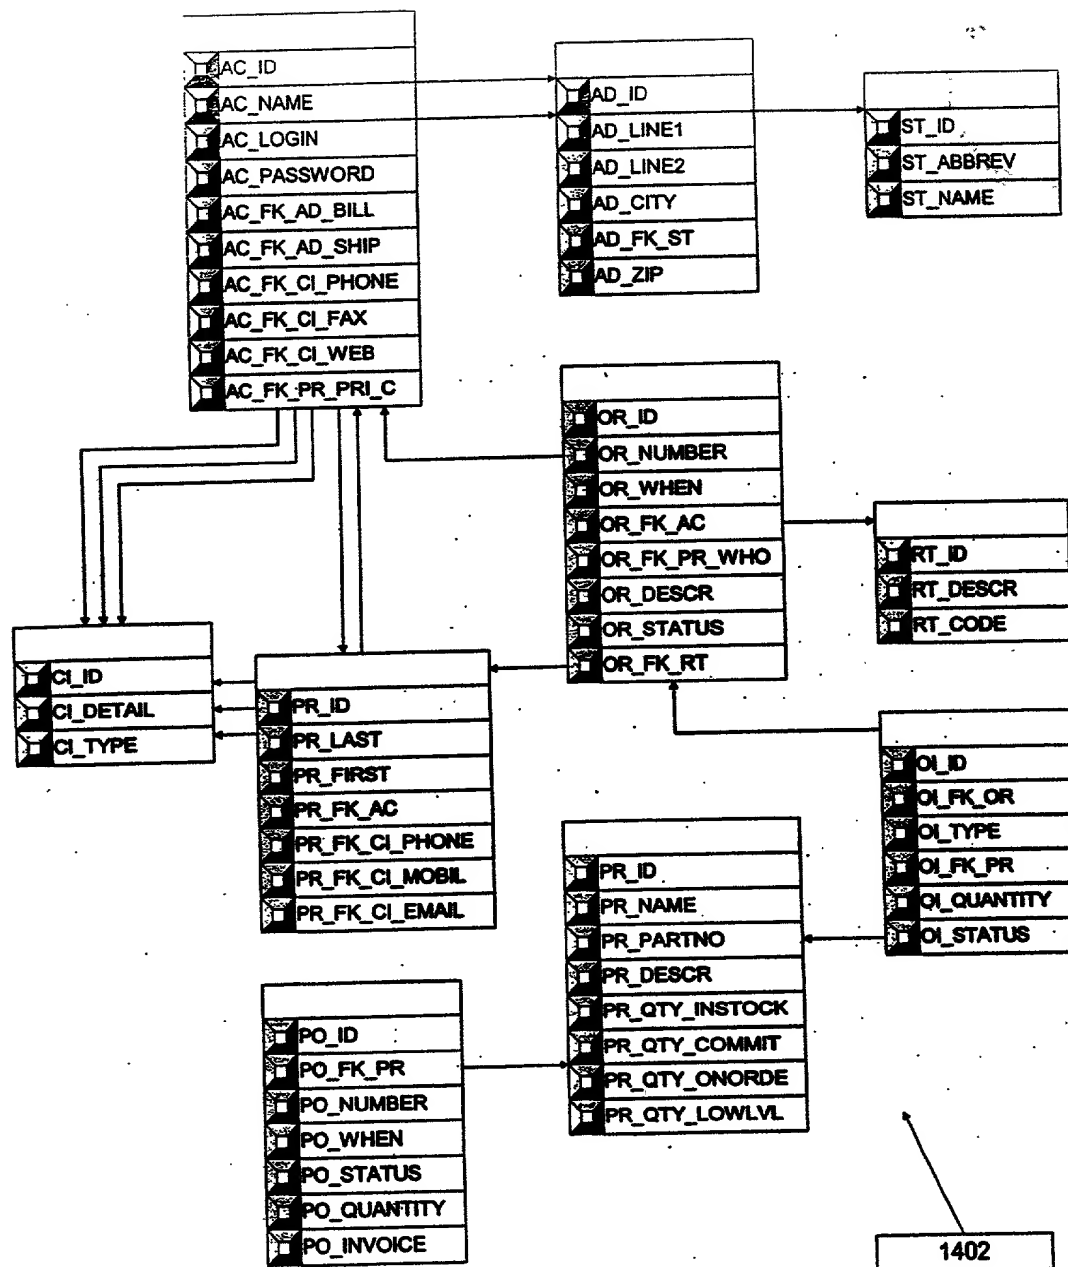 AC_ID
AC_NAME
AC_LOGIN
AC_PASSWORD
AC_FK_AD_BILL
AC_FK_AD_SHIP
AC_FK_CI_PHONE
AC_FK_CI_FAX
AC_FK_CI_WEB
AC_FK_PR_PRI_C
AD_ID
AD_LINE1
AD_LINE2
AD_CITY
AD_FK_ST
AD_ZIP
ST_ID
ST_ABBREV
ST_NAME
OR_ID
OR_NUMBER
OR_WHEN
OR_FK_AC
OR_FK_PR_WHO
OR_DESCR
OR_STATUS
OR_FK_RT
RT_ID
RT_DESCR
RT_CODE
CI_ID
CI_DETAIL
CI_TYPE
PR_ID
PR_LAST
PR_FIRST
PR_FK_AC
PR_FK_CI_PHONE
PR_FK_CI_MOBIL
PR_FK_CI_EMAIL
OI_ID
OI_FK_OR
OI_TYPE
OI_FK_PR
OI_QUANTITY
OI_STATUS
PR_ID
PR_NAME
PR_PARTNO
PR_DESCR
PR_QTY_INSTOCK
PR_QTY_COMMIT
PR_QTY_ONORDE
PR_QTY_LOWLVL
PO_ID
PO_FK_PR
PO_NUMBER
PO_WHEN
PO_STATUS
PO_QUANTITY
PO_INVOICE
1402